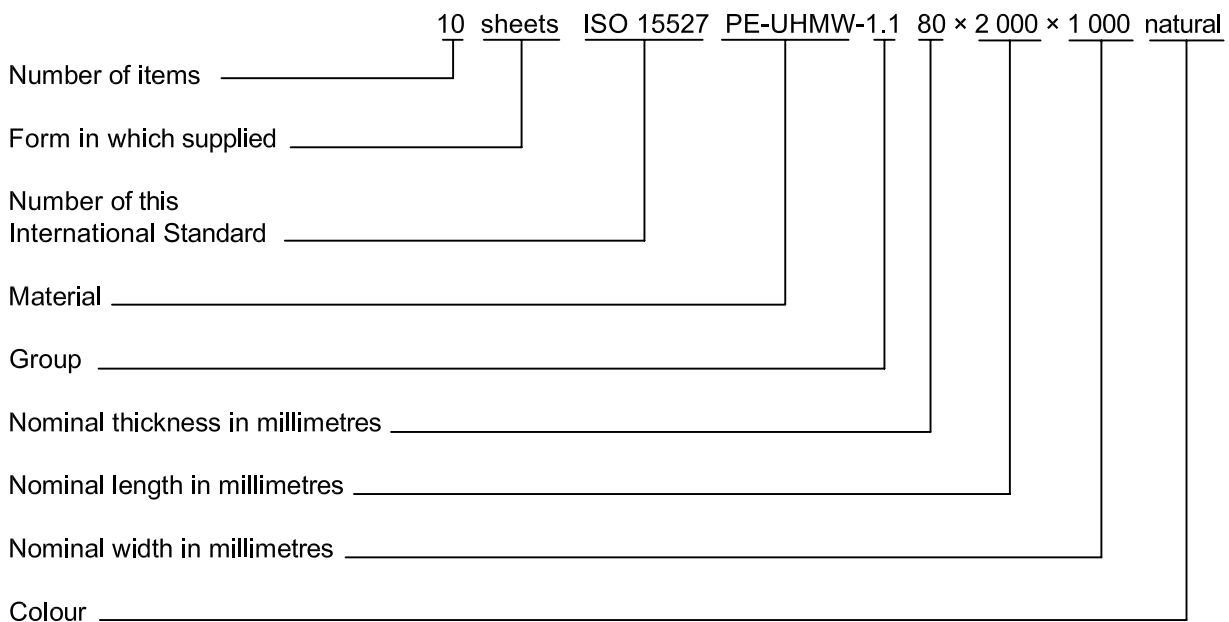 10 sheets ISO 15527 PE-UHMW-1.1 80 × 2 000 × 1 000 natural
Number of items
Form in which supplied
Number of this
International Standard
Material
Group
Nominal thickness in millimetres
Nominal length in millimetres
Nominal width in millimetres
Colour